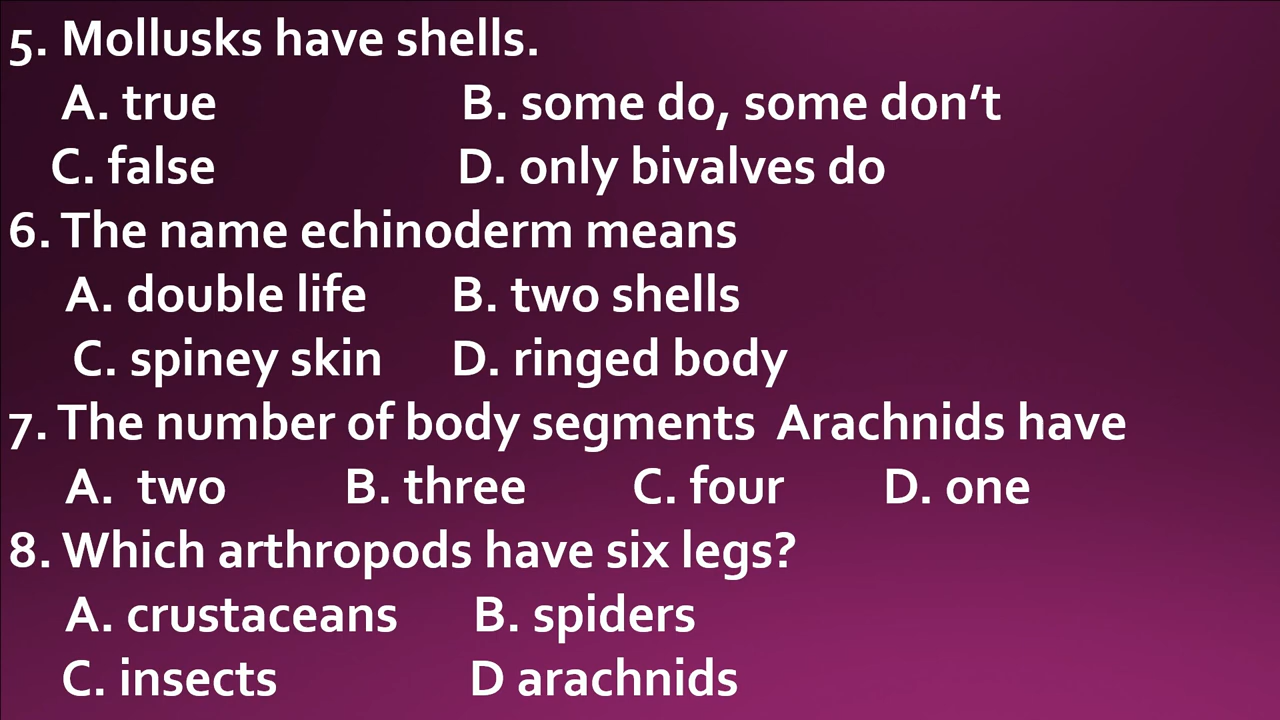 5. Mollusks have shells.
A. true B. some do, some don’t
C. false D. only bivalves do
6. The name echinoderm means
A. double life B. two shells
C. spiney skin D. ringed body
7. The number of body segments Arachnids have
A. two B. three C. four D. one
8. Which arthropods have six legs?
A. crustaceans B. spiders
C. insects D arachnids